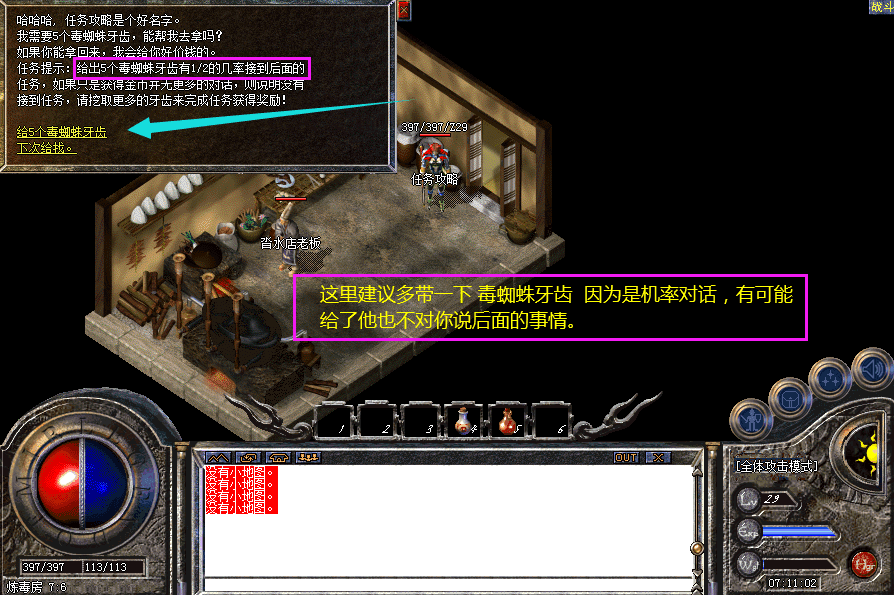 哈哈哈, 任务攻略是个好名字。
我需要5个毒蜘蛛牙齿, 能帮我去拿吗?
如果你能拿回来, 我会给你好价钱的。
任务提示: 给出5个毒蜘蛛牙齿有1/2的几率接到后面的
任务, 如果只是获得金币并无更多的对话, 则说明没有
接到任务, 请挖取更多的牙齿来完成任务获得奖励!
给5个毒蜘蛛牙齿
下次给找。
战斗
397/397/Z29
任务攻略
沓水店老板
这里建议多带一下 毒蜘蛛牙齿 因为是机率对话，有可能
给了他也不对你说后面的事情。
1 2 3 4 5 6
OUT
没有小地图。
没有小地图。
没有小地图。
没有小地图。
[全体攻击模式]
Lv 29
Exp
Wg
Hgr
397/397 113/113
炼毒房 7:6
07:11:02